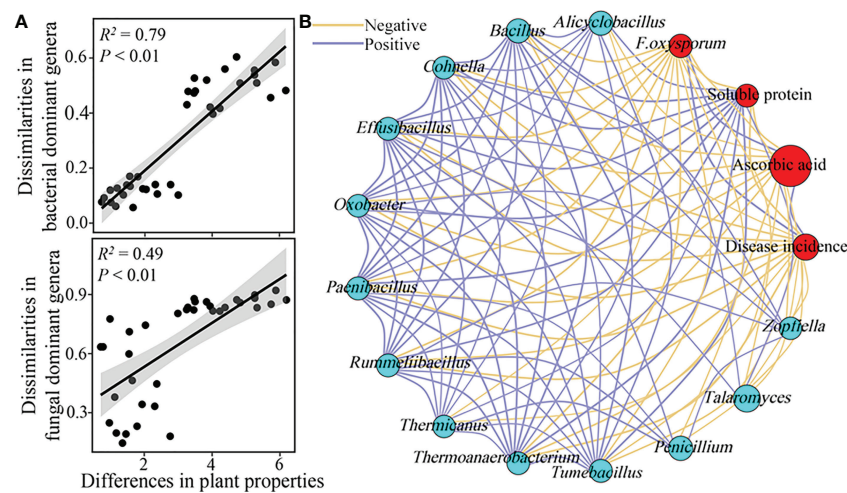 A
R² = 0.79
P < 0.01
0.6
0.4
0.2
0.0
Dissimilarities in
bacterial dominant genera
R² = 0.49
P < 0.01
0.9
0.6
0.3
Dissimilarities in
fungal dominant genera
2
4
6
Differences in plant properties
B
Negative
Positive
Bacillus
Alicyclobacillus
F.oxysporum
Cohnella
Soluble protein
Effusibacillus
Ascorbic acid
Oxobacter
Disease incidence
Paenibacillus
Zopfiella
Rummeliibacillus
Talaromyces
Thermicanus
Penicillium
Thermoanaerobacterium
Tumebacillus